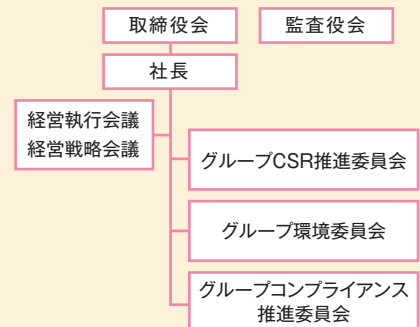 取締役会
監査役会
社長
経営執行会議
経営戦略会議
グループCSR推進委員会
グループ環境委員会
グループコンプライアンス
推進委員会